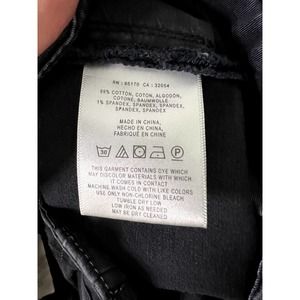 RN : 85170 CA : 32054
99% COTTON, COTON, ALGODÓN,
COTONE, BAUMWOLLE
1% SPANDEX, SPANDEX, SPANDEX,
SPANDEX, SPANDEX
MADE IN CHINA,
HECHO EN CHINA,
FABRIQUÉ EN CHINE
30
THIS GARMENT CONTAINS DYE WHICH
MAY DISCOLOR MATERIALS WITH WHICH
IT COMES IN CONTACT
MACHINE WASH COLD WITH LIKE COLORS
USE ONLY NON-CHLORINE BLEACH
TUMBLE DRY LOW
LOW IRON AS NEEDED
MAY BE DRY CLEANED